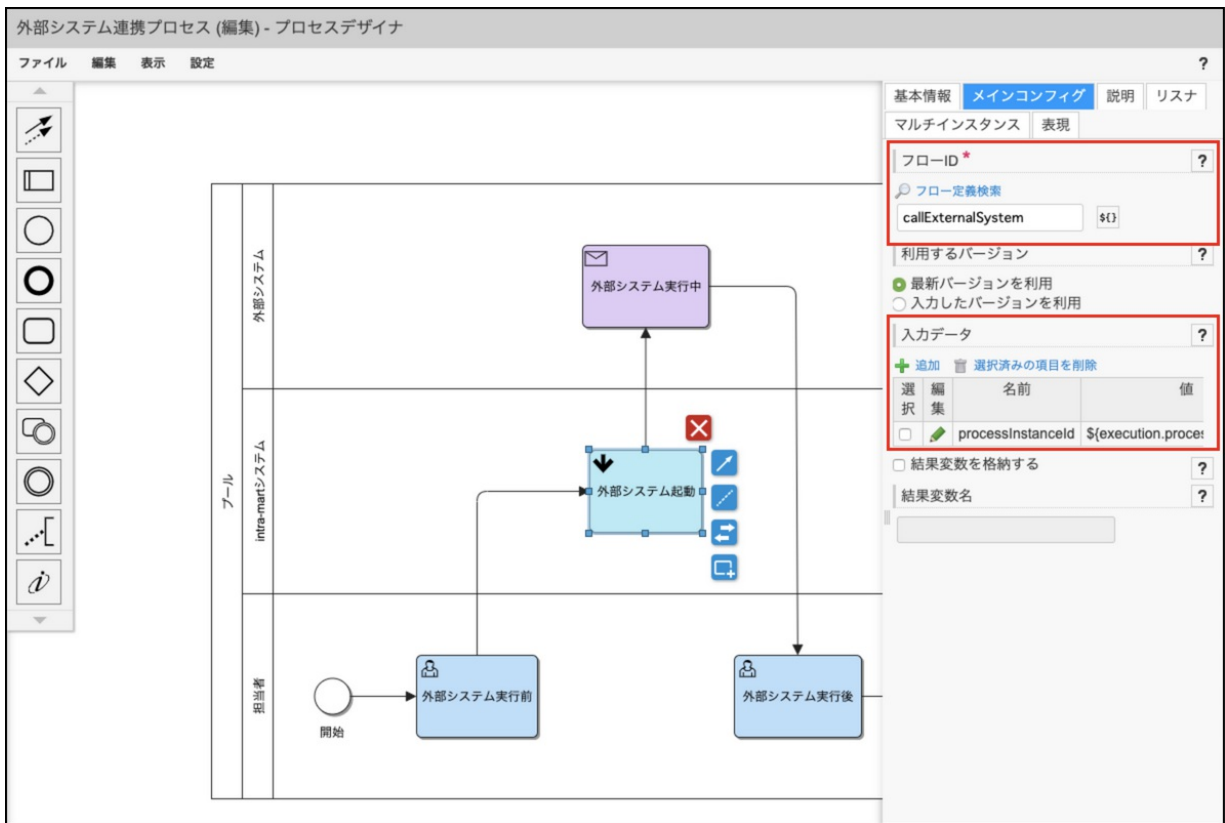 外部システム連携プロセス (編集) - プロセスデザイナ
ファイル 編集 表示 設定 ?
基本情報 メインコンフィグ 説明 リスナ
マルチインスタンス 表現
フローID * ?
フロー定義検索
callExternalSystem ${}
利用するバージョン ?
最新バージョンを利用
入力したバージョンを利用
入力データ ?
追加 選択済みの項目を削除
選択 編集 名前 値
processInstanceId ${execution.proces
結果変数を格納する ?
結果変数名 ?
プール
外部システム
外部システム実行中
intra-martシステム
外部システム起動
担当者
開始
外部システム実行前
外部システム実行後